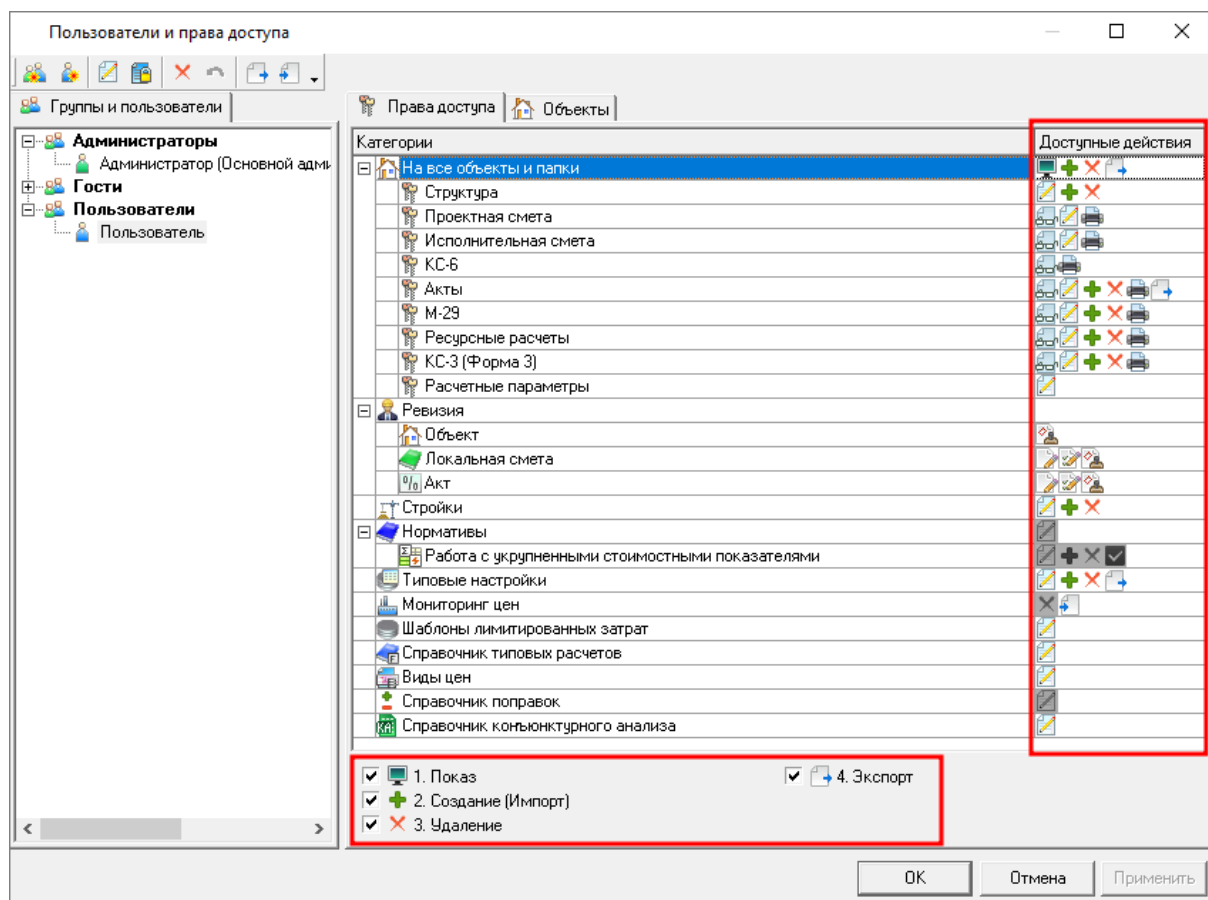 Пользователи и права доступа
Группы и пользователи
Права доступа
Объекты
Администраторы
Администратор (Основной адми
Гости
Пользователи
Пользователь
Категории
Доступные действия
На все объекты и папки
Структура
Проектная смета
Исполнительная смета
КС-6
Акты
М-29
Ресурсные расчеты
КС-3 (Форма 3)
Расчетные параметры
Ревизия
Объект
Локальная смета
Акт
Стройки
Нормативы
Работа с укрупненными стоимостными показателями
Типовые настройки
Мониторинг цен
Шаблоны лимитированных затрат
Справочник типовых расчетов
Виды цен
Справочник поправок
Справочник конъюнктурного анализа
1. Показ
4. Экспорт
2. Создание (Импорт)
3. Удаление
ОК
Отмена
Применить